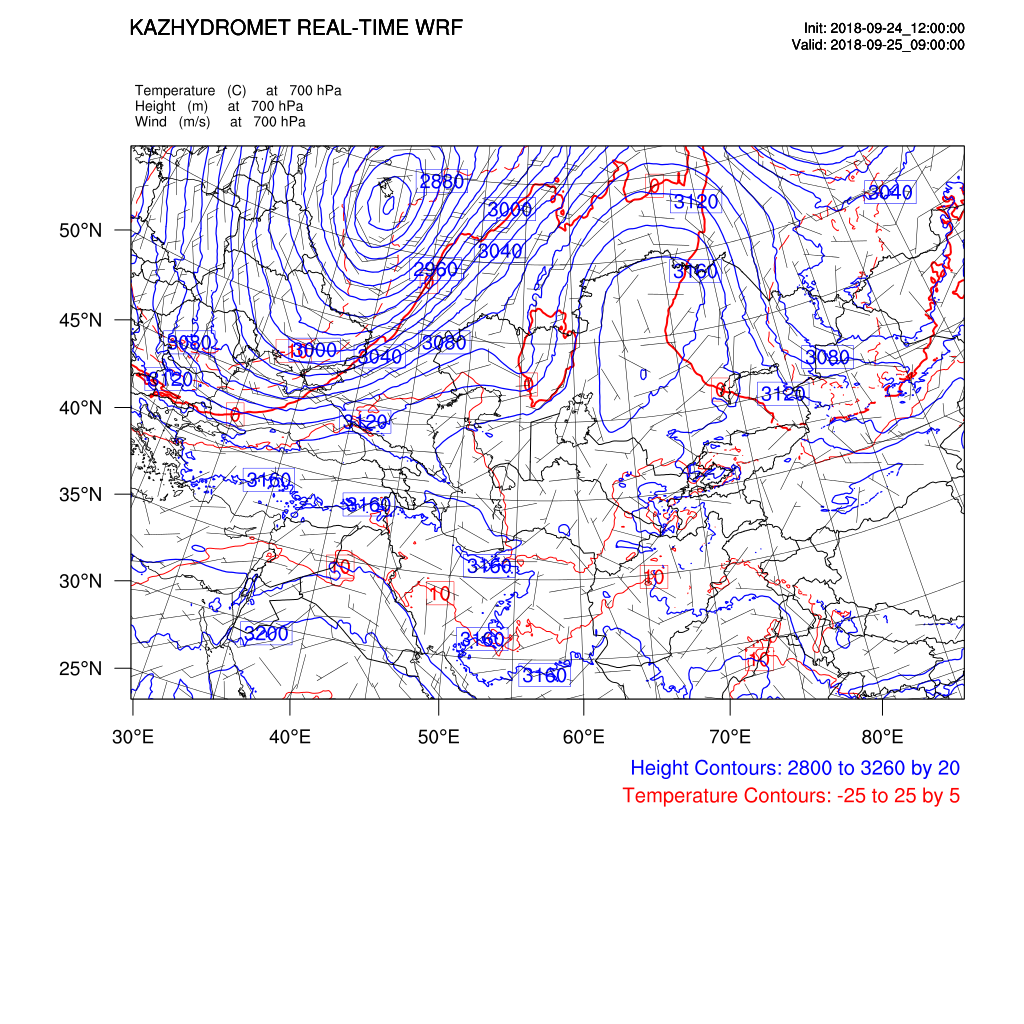 KAZHYDROMET REAL-TIME WRF
Init: 2018-09-24_12:00:00
Valid: 2018-09-25_09:00:00
Temperature (C) at 700 hPa
Height (m) at 700 hPa
Wind (m/s) at 700 hPa
2880
0
3040
3000
3120
50°N
3040
2960
3160
45°N
3080
3000
3040
3080
3080
3120
0
0
0
3120
40°N
0
3120
3160
3160
35°N
10
3160
10
10
30°N
3200
3160
10
3160
25°N
30°E
40°E
50°E
60°E
70°E
80°E
Height Contours: 2800 to 3260 by 20
Temperature Contours: -25 to 25 by 5